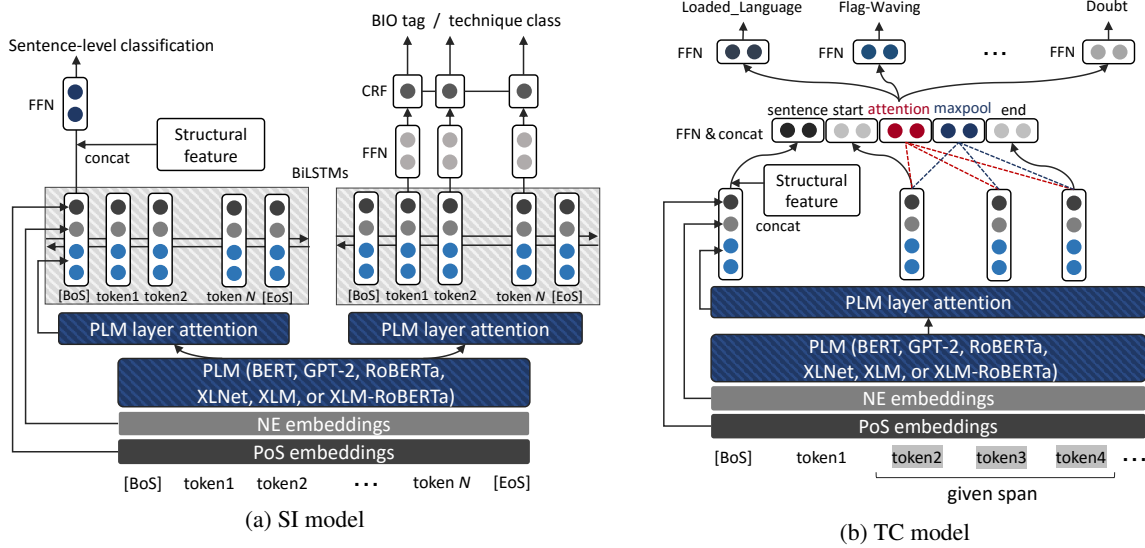 BIO tag / technique class
Sentence-level classification
CRF
FFN
Structural
feature
concat
FFN
BiLSTMs
[BoS] token1 token2 token N [EoS]
[BoS] token1 token2 token N [EoS]
PLM layer attention
PLM layer attention
PLM (BERT, GPT-2, RoBERTa,
XLNet, XLM, or XLM-RoBERTa)
NE embeddings
PoS embeddings
[BoS] token1 token2 ... token N [EoS]
(a) SI model
Loaded_Language Flag-Waving Doubt
FFN FFN ... FFN
sentence start attention maxpool end
FFN & concat
Structural
feature
concat
PLM layer attention
PLM (BERT, GPT-2, RoBERTa,
XLNet, XLM, or XLM-RoBERTa)
NE embeddings
PoS embeddings
[BoS] token1 token2 token3 token4 ...
given span
(b) TC model